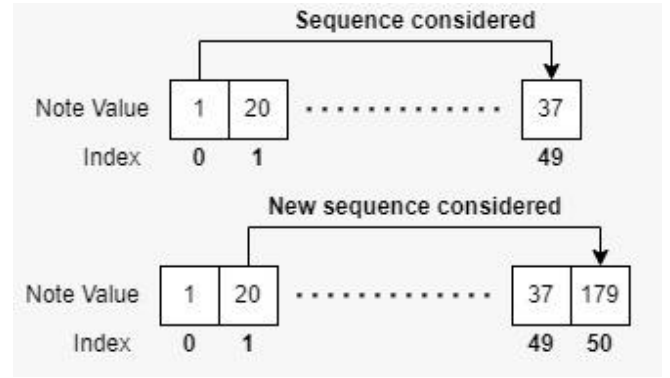 Sequence considered
Note Value 1 20 37
Index 0 1 49
New sequence considered
Note Value 1 20 37 179
Index 0 1 49 50